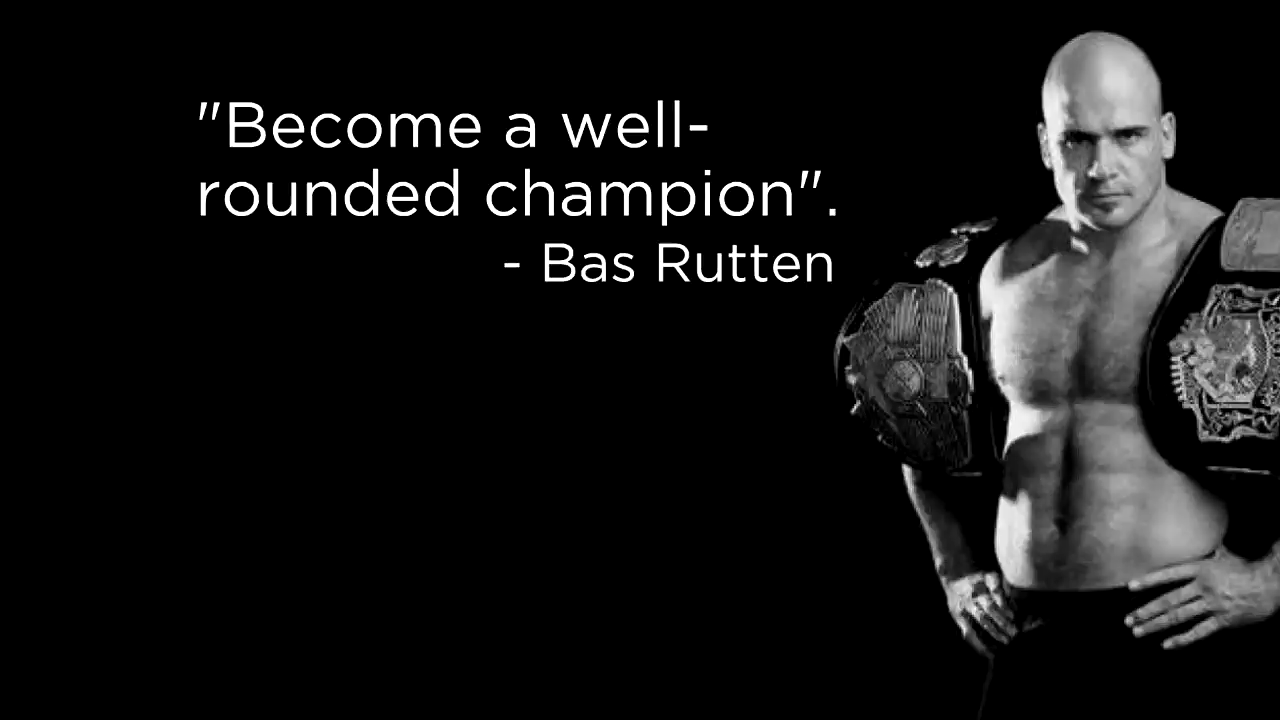 "Become a well-
rounded champion".
- Bas Rutten